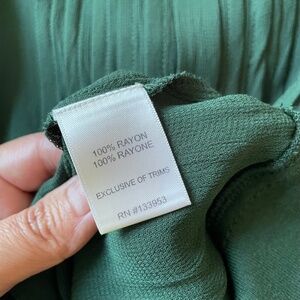 100% RAYON
100% RAYONE
EXCLUSIVE OF TRIMS
RN #133953